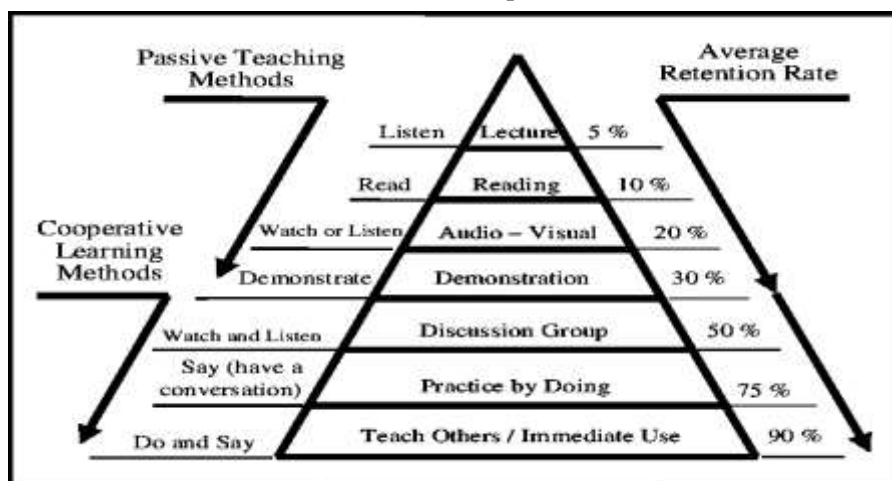 Passive Teaching
Methods
Average
Retention Rate
Listen Lecture 5 %
Read Reading 10 %
Cooperative
Learning
Methods
Watch or Listen Audio – Visual 20 %
Demonstrate Demonstration 30 %
Watch and Listen Discussion Group 50 %
Say (have a
conversation) Practice by Doing 75 %
Do and Say Teach Others / Immediate Use 90 %